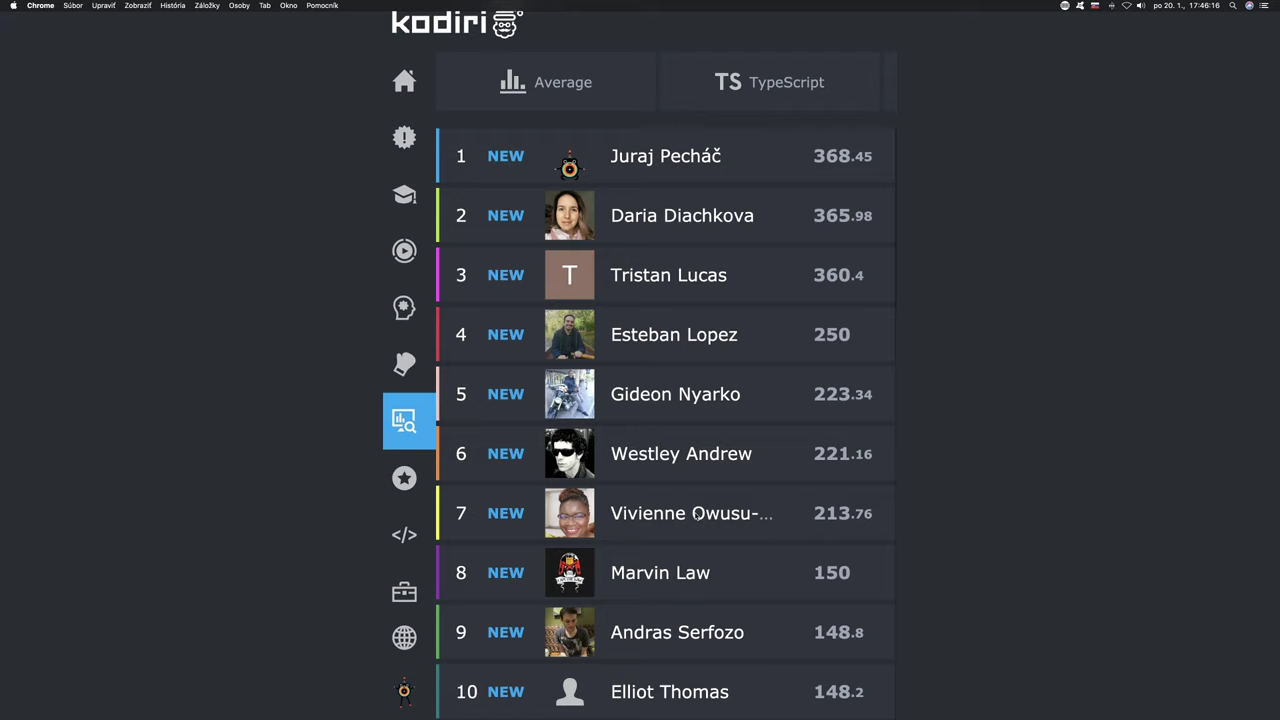 Chrome Súbor Upraviť Zobraziť História Záložky Osoby Tab Okno Pomocník po 20. 1., 17:46:16
kodiri
Average TS TypeScript
1 NEW Juraj Pecháč 368.45
2 NEW Daria Diachkova 365.98
3 NEW T Tristan Lucas 360.4
4 NEW Esteban Lopez 250
5 NEW Gideon Nyarko 223.34
6 NEW Westley Andrew 221.16
7 NEW Vivienne Owusu-... 213.76
8 NEW Marvin Law 150
9 NEW Andras Serfozo 148.8
10 NEW Elliot Thomas 148.2